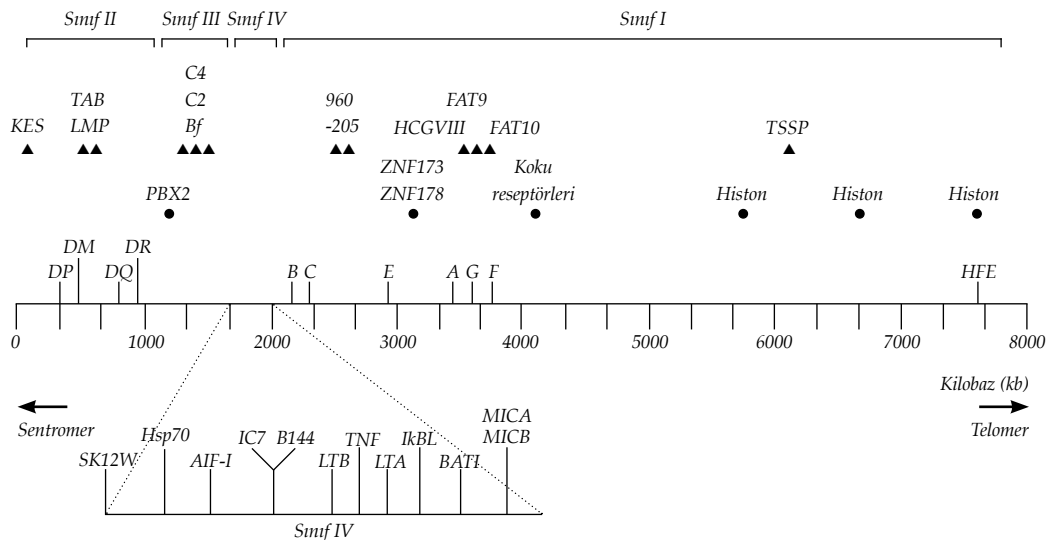 Sınıf II
Sınıf III
Sınıf IV
Sınıf I
C4
TAB
C2
960
FAT9
KES
LMP
Bf
-205
HCGVIII
FAT10
TSSP
ZNF173
Koku
PBX2
ZNF178
reseptörleri
Histon
Histon
Histon
DM
DR
DP
DQ
B
C
E
A
G
F
HFE
0
1000
2000
3000
4000
5000
6000
7000
8000
Kilobaz (kb)
Sentromer
Telomer
MICA
Hsp70
IC7
B144
TNF
IkBL
MICB
SK12W
AIF-I
LTB
LTA
BATI
Sınıf IV